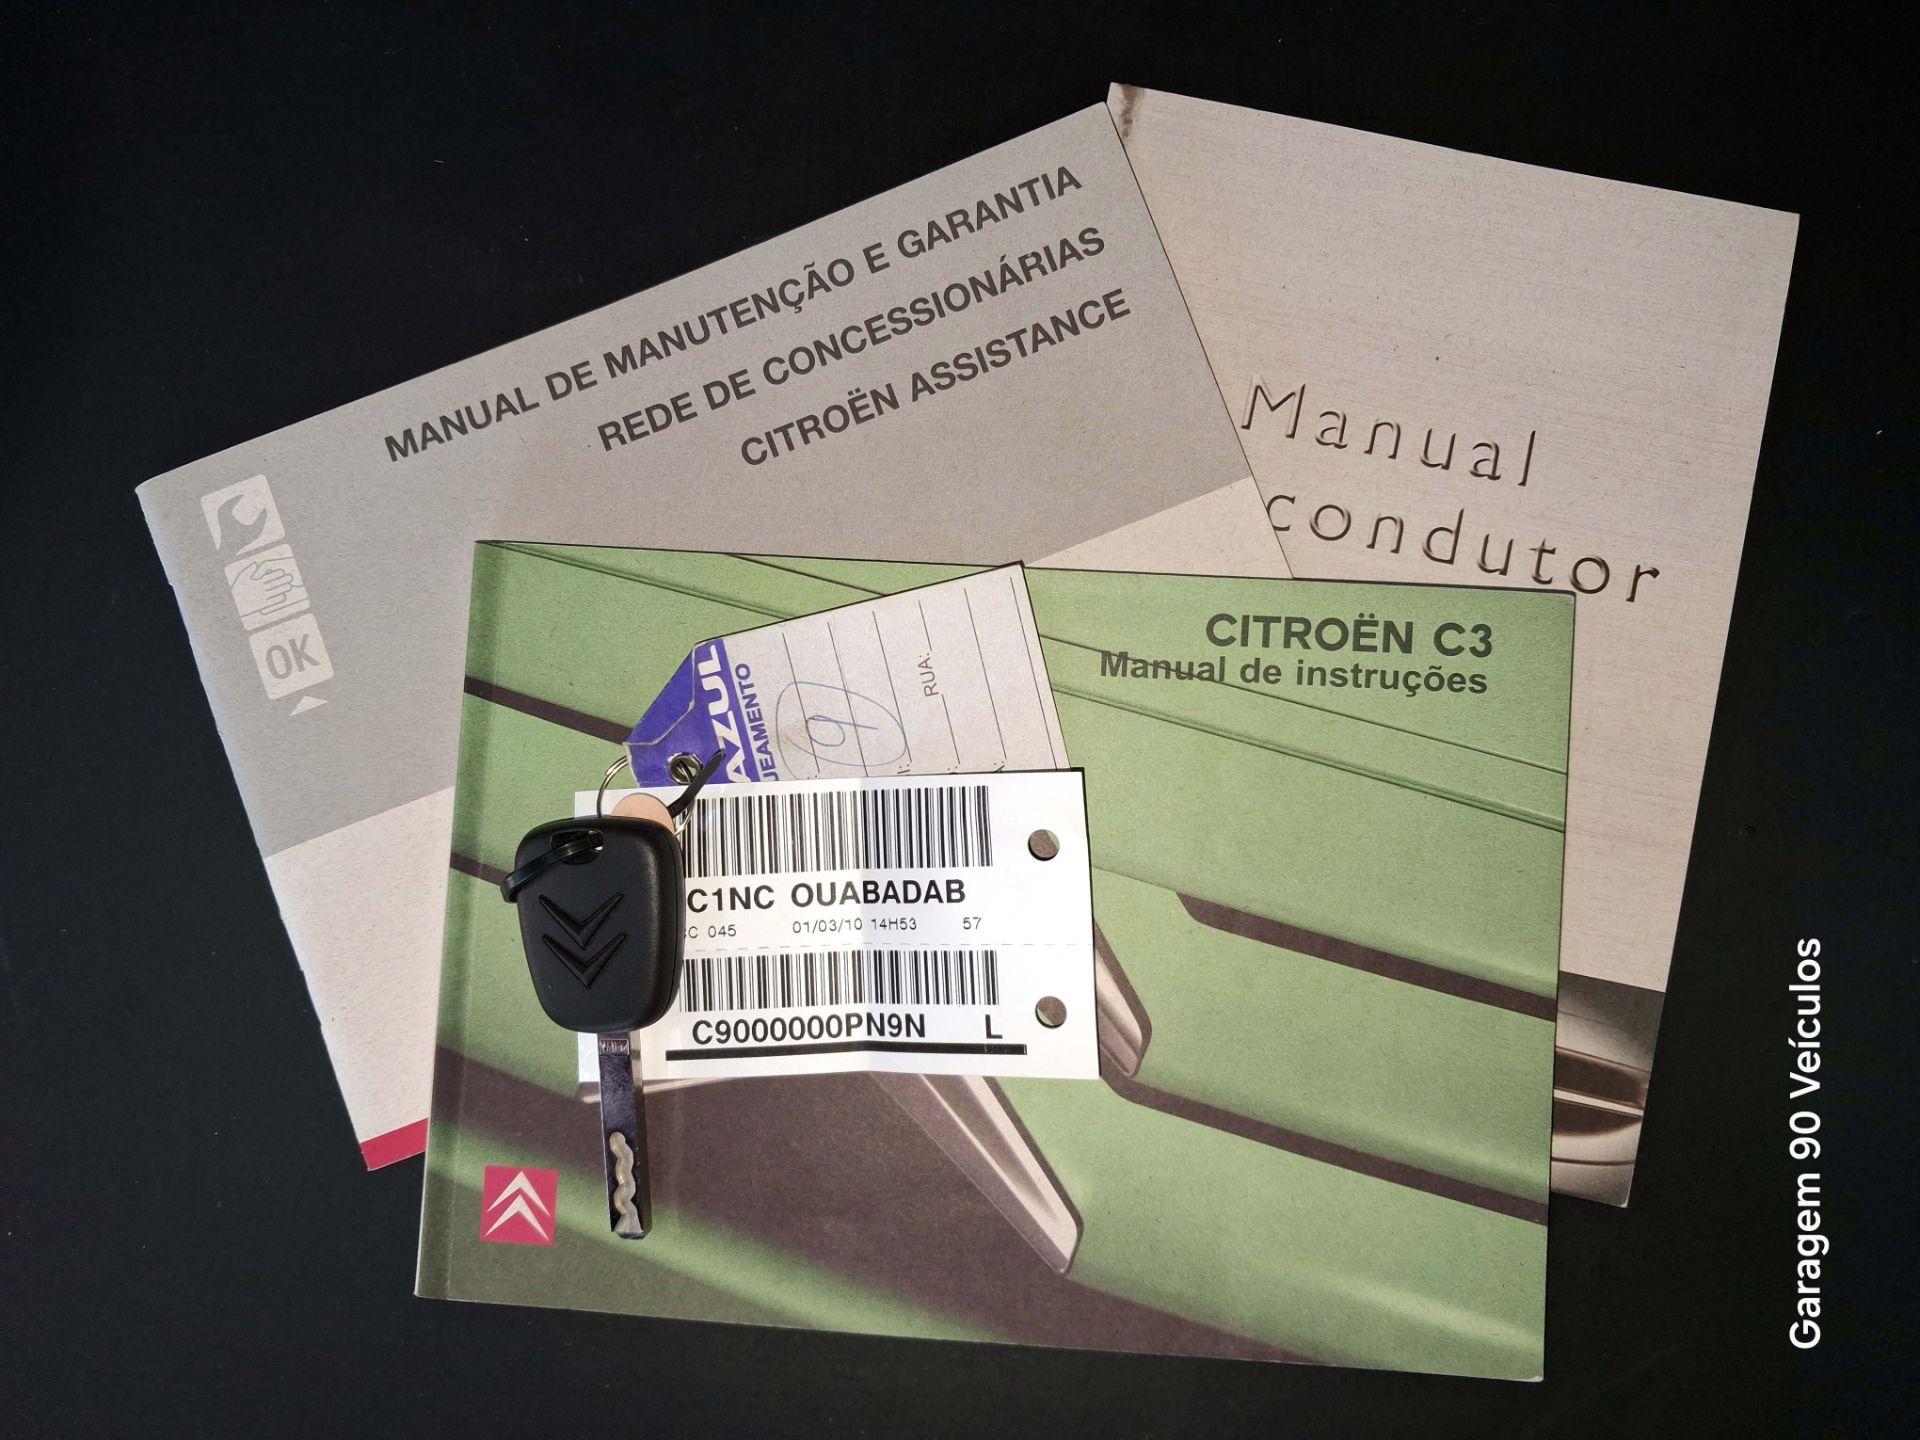 MANUAL DE MANUTENÇÃO E GARANTIA
REDE DE CONCESSIONÁRIAS
CITROËN ASSISTANCE
OK
Manual
condutor
CITROËN C3
Manual de instruções
AZUL
RUA:
9
C1NC OUABADAB
045 01/03/10 14H53 57
C9000000PN9N L
Garagem 90 Veículos